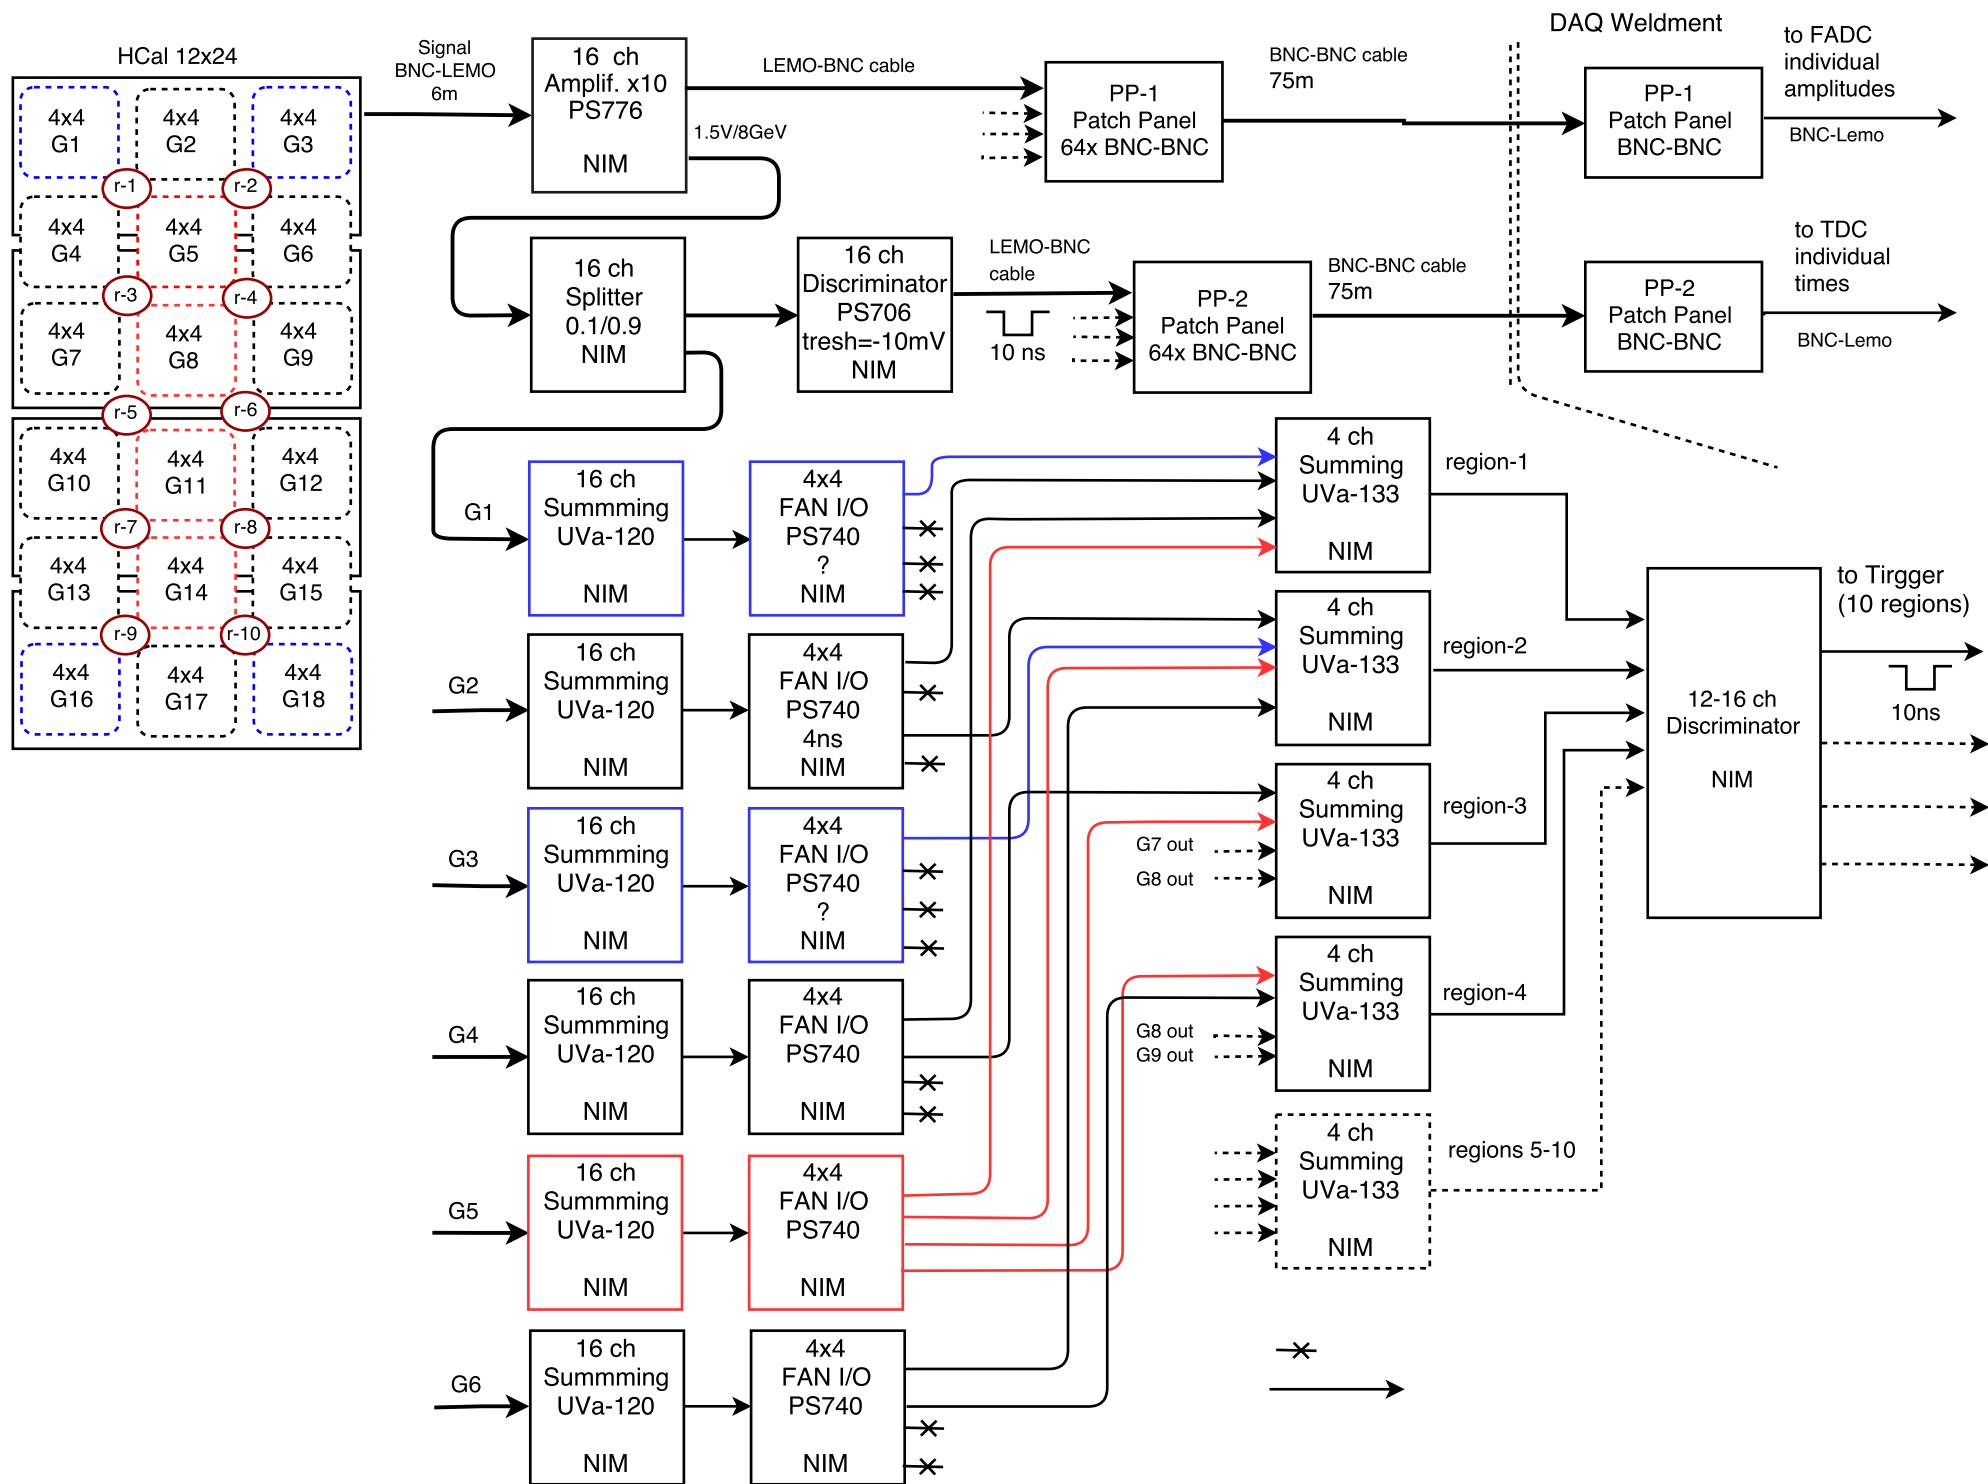 HCal 12x24
4x4
G1
4x4
G2
4x4
G3
r-1
r-2
4x4
G4
4x4
G5
4x4
G6
r-3
r-4
4x4
G7
4x4
G8
4x4
G9
r-5
r-6
4x4
G10
4x4
G11
4x4
G12
r-7
r-8
4x4
G13
4x4
G14
4x4
G15
r-9
r-10
4x4
G16
4x4
G17
4x4
G18
Signal
BNC-LEMO
6m
16 ch
Amplif. x10
PS776
NIM
LEMO-BNC cable
1.5V/8GeV
PP-1
Patch Panel
64x BNC-BNC
BNC-BNC cable
75m
DAQ Weldment
PP-1
Patch Panel
BNC-BNC
to FADC
individual
amplitudes
BNC-Lemo
16 ch
Splitter
0.1/0.9
NIM
16 ch
Discriminator
PS706
tresh=-10mV
NIM
LEMO-BNC
cable
10 ns
PP-2
Patch Panel
64x BNC-BNC
BNC-BNC cable
75m
PP-2
Patch Panel
BNC-BNC
to TDC
individual
times
BNC-Lemo
G1
16 ch
Summming
UVa-120
NIM
4x4
FAN I/O
PS740
?
NIM
G2
16 ch
Summming
UVa-120
NIM
4x4
FAN I/O
PS740
4ns
NIM
G3
16 ch
Summming
UVa-120
NIM
4x4
FAN I/O
PS740
?
NIM
G4
16 ch
Summming
UVa-120
NIM
4x4
FAN I/O
PS740
NIM
G5
16 ch
Summming
UVa-120
NIM
4x4
FAN I/O
PS740
NIM
G6
16 ch
Summming
UVa-120
NIM
4x4
FAN I/O
PS740
NIM
4 ch
Summing
UVa-133
NIM
region-1
4 ch
Summing
UVa-133
NIM
region-2
G7 out
G8 out
4 ch
Summing
UVa-133
NIM
region-3
G8 out
G9 out
4 ch
Summing
UVa-133
NIM
region-4
4 ch
Summing
UVa-133
NIM
regions 5-10
12-16 ch
Discriminator
NIM
to Tirgger
(10 regions)
10ns